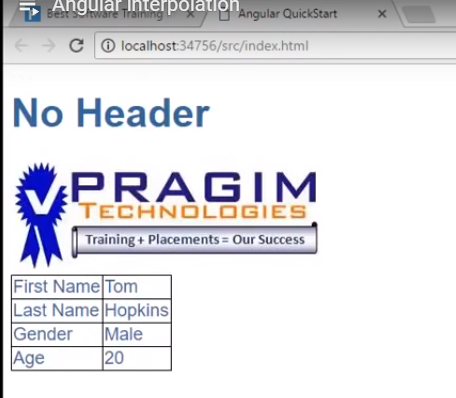 Angular Interpolation
Best Software Training
Angular QuickStart
localhost:34756/src/index.html
No Header
PRAGIM
TECHNOLOGIES
Training + Placements = Our Success
First Name Tom
Last Name Hopkins
Gender Male
Age 20